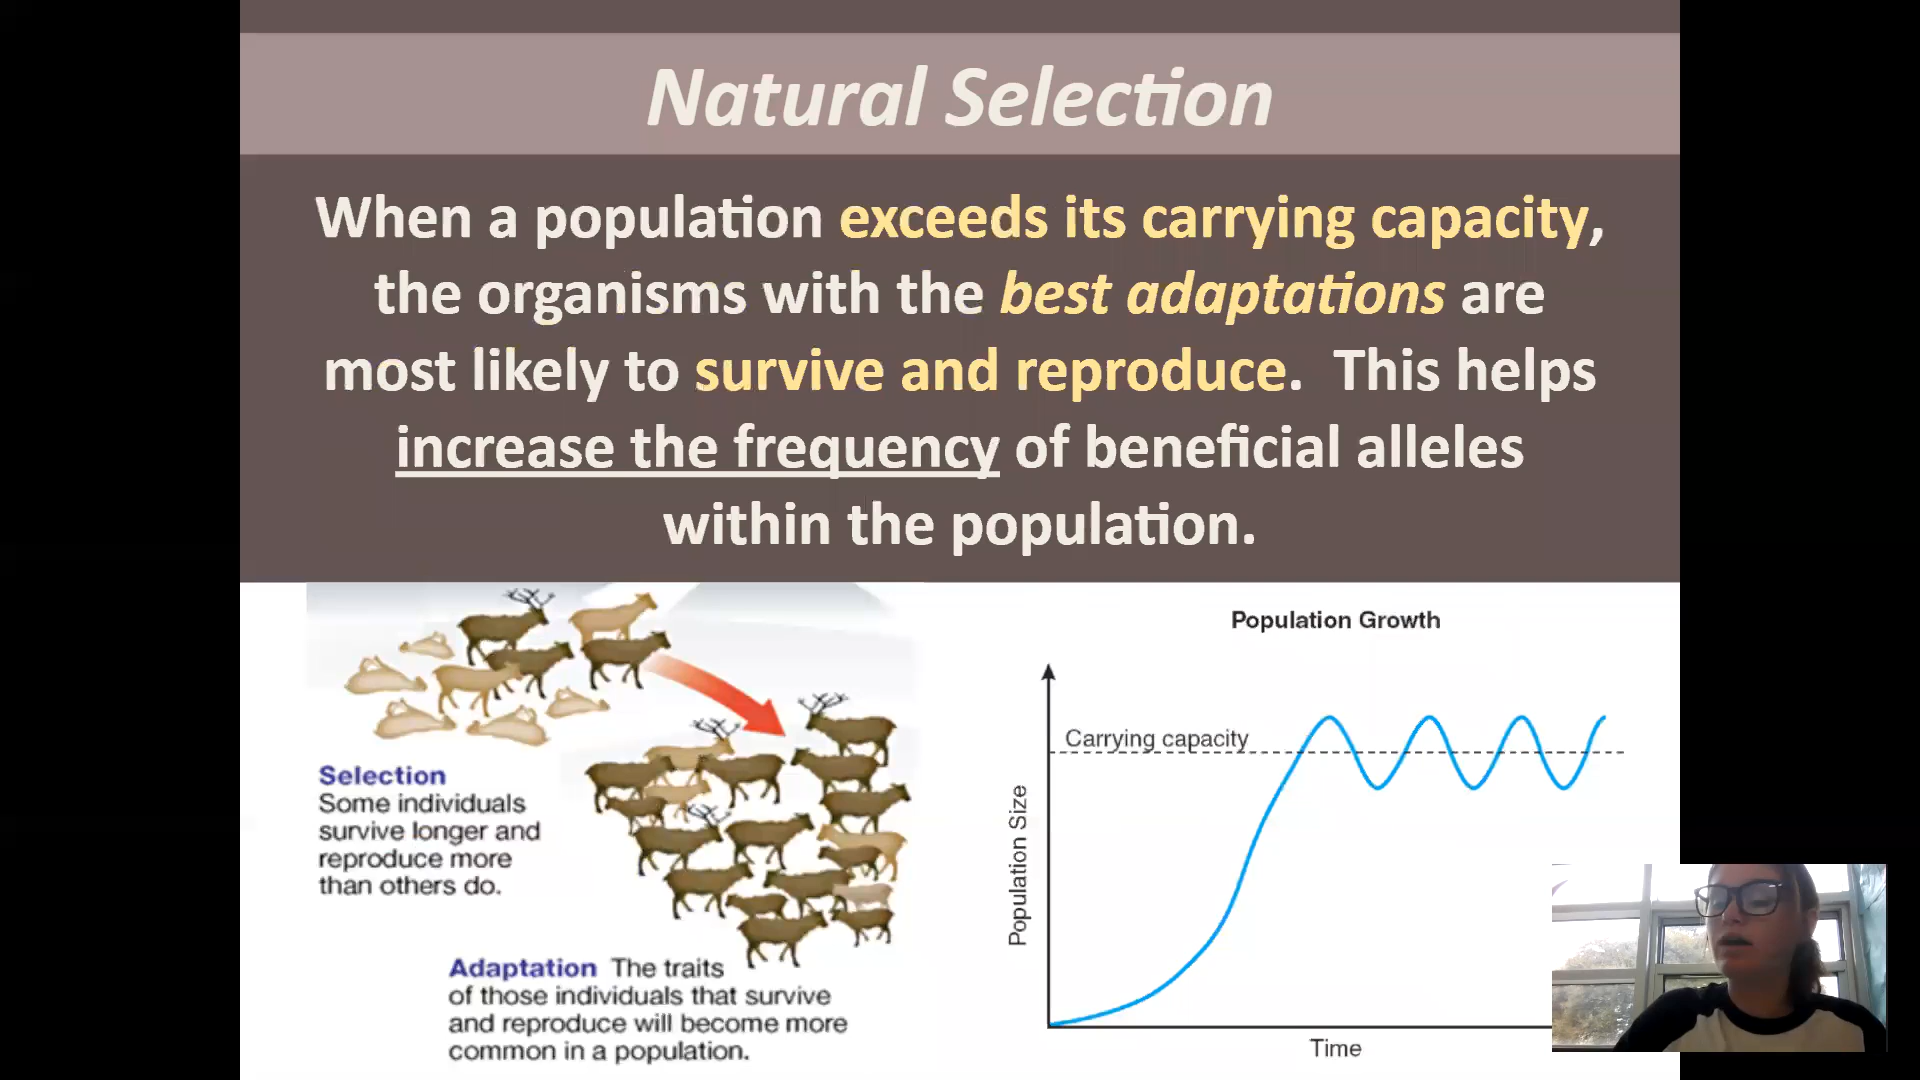 Natural Selection
When a population exceeds its carrying capacity,
the organisms with the best adaptations are
most likely to survive and reproduce.  This helps
increase the frequency of beneficial alleles
within the population.
Selection
Some individuals
survive longer and
reproduce more
than others do.
Adaptation The traits
of those individuals that survive
and reproduce will become more
common in a population.
Population Growth
Carrying capacity
Population Size
Time